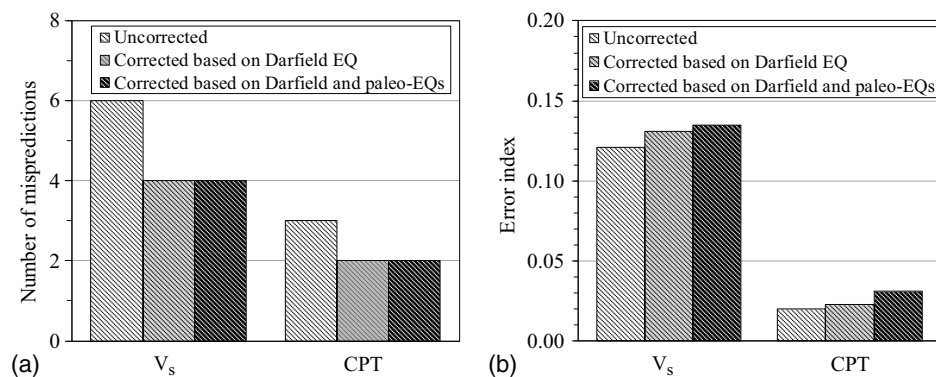 8
6
4
2
0
Number of mispredictions
Uncorrected
Corrected based on Darfield EQ
Corrected based on Darfield and paleo-EQs
Vs
CPT
(a)
0.20
0.15
0.10
0.05
0.00
Error index
Uncorrected
Corrected based on Darfield EQ
Corrected based on Darfield and paleo-EQs
Vs
CPT
(b)